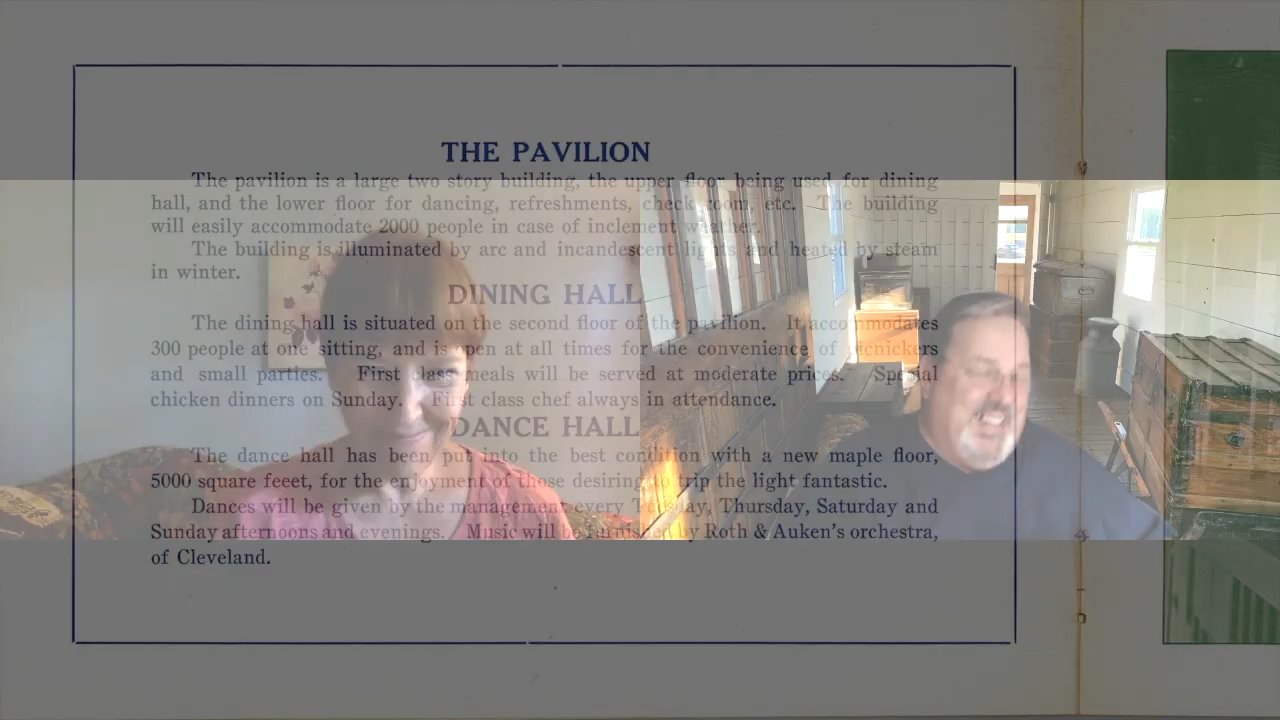 THE PAVILION
The pavilion is a large two story building, the upper floor being used for dining
hall, and the lower floor for dancing, refreshments, check room, etc. The building
will easily accommodate 2000 people in case of inclement weather.
The building is illuminated by arc and incandescent lights and heated by steam
in winter.
DINING HALL
The dining hall is situated on the second floor of the pavilion. It accommodates
300 people at one sitting, and is open at all times for the convenience of picnickers
and small parties. First class meals will be served at moderate prices. Special
chicken dinners on Sunday. First class chef always in attendance.
DANCE HALL
The dance hall has been put into the best condition with a new maple floor,
5000 square feeet, for the enjoyment of those desiring to trip the light fantastic.
Dances will be given by the management every Tuesday, Thursday, Saturday and
Sunday afternoons and evenings. Music will be furnished by Roth & Auken's orchestra,
of Cleveland.